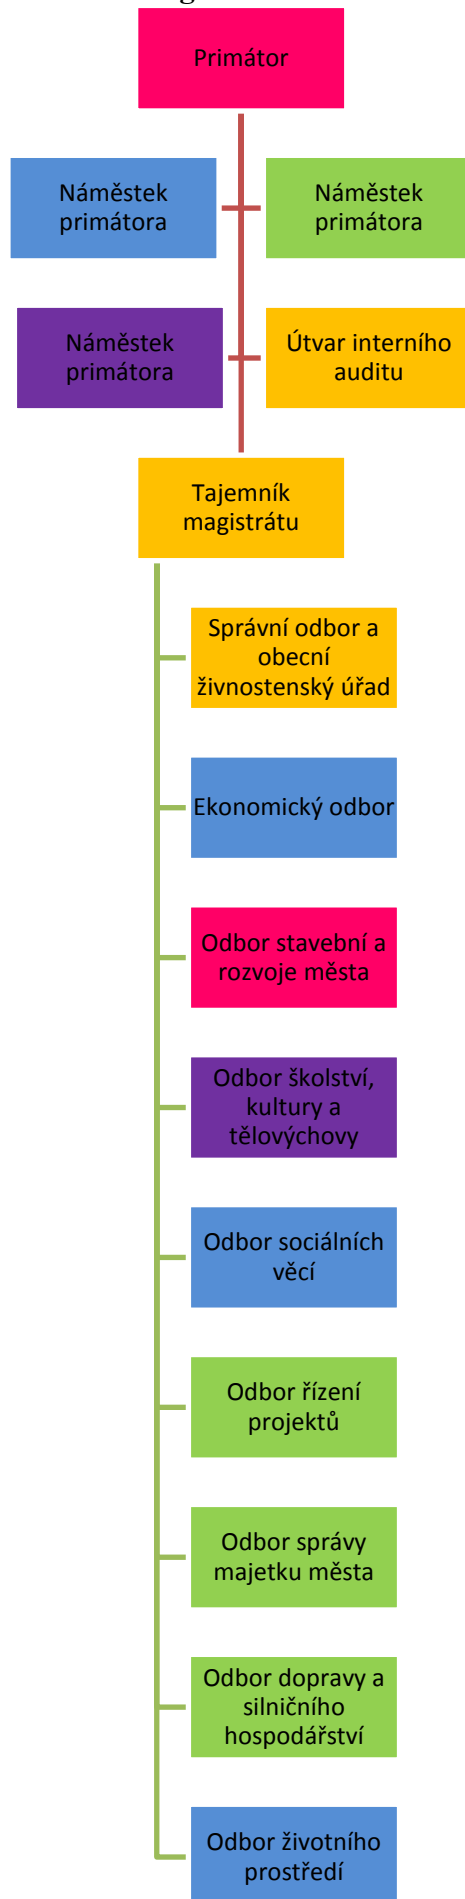 Primátor
Náměstek
primátora
Náměstek
primátora
Náměstek
primátora
Útvar interního
auditu
Tajemník
magistrátu
Správní odbor a
obecní
živnostenský úřad
Ekonomický odbor
Odbor stavební a
rozvoje města
Odbor školství,
kultury a
tělovýchovy
Odbor sociálních
věcí
Odbor řízení
projektů
Odbor správy
majetku města
Odbor dopravy a
silničního
hospodářství
Odbor životního
prostředí